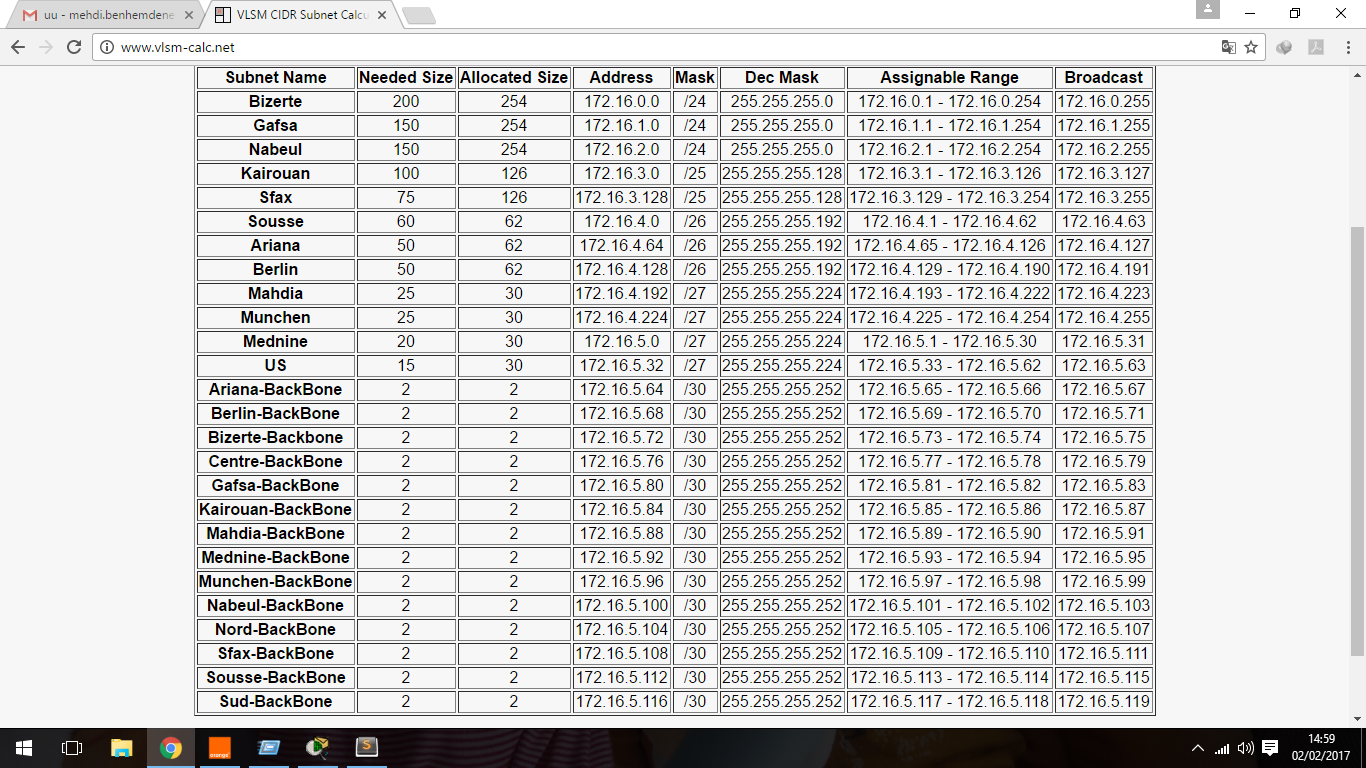 uu - mehdi.benhemdene
VLSM CIDR Subnet Calcu
www.vlsm-calc.net
Subnet Name Needed Size Allocated Size Address Mask Dec Mask Assignable Range Broadcast
Bizerte 200 254 172.16.0.0 /24 255.255.255.0 172.16.0.1 - 172.16.0.254 172.16.0.255
Gafsa 150 254 172.16.1.0 /24 255.255.255.0 172.16.1.1 - 172.16.1.254 172.16.1.255
Nabeul 150 254 172.16.2.0 /24 255.255.255.0 172.16.2.1 - 172.16.2.254 172.16.2.255
Kairouan 100 126 172.16.3.0 /25 255.255.255.128 172.16.3.1 - 172.16.3.126 172.16.3.127
Sfax 75 126 172.16.3.128 /25 255.255.255.128 172.16.3.129 - 172.16.3.254 172.16.3.255
Sousse 60 62 172.16.4.0 /26 255.255.255.192 172.16.4.1 - 172.16.4.62 172.16.4.63
Ariana 50 62 172.16.4.64 /26 255.255.255.192 172.16.4.65 - 172.16.4.126 172.16.4.127
Berlin 50 62 172.16.4.128 /26 255.255.255.192 172.16.4.129 - 172.16.4.190 172.16.4.191
Mahdia 25 30 172.16.4.192 /27 255.255.255.224 172.16.4.193 - 172.16.4.222 172.16.4.223
Munchen 25 30 172.16.4.224 /27 255.255.255.224 172.16.4.225 - 172.16.4.254 172.16.4.255
Mednine 20 30 172.16.5.0 /27 255.255.255.224 172.16.5.1 - 172.16.5.30 172.16.5.31
US 15 30 172.16.5.32 /27 255.255.255.224 172.16.5.33 - 172.16.5.62 172.16.5.63
Ariana-BackBone 2 2 172.16.5.64 /30 255.255.255.252 172.16.5.65 - 172.16.5.66 172.16.5.67
Berlin-BackBone 2 2 172.16.5.68 /30 255.255.255.252 172.16.5.69 - 172.16.5.70 172.16.5.71
Bizerte-Backbone 2 2 172.16.5.72 /30 255.255.255.252 172.16.5.73 - 172.16.5.74 172.16.5.75
Centre-BackBone 2 2 172.16.5.76 /30 255.255.255.252 172.16.5.77 - 172.16.5.78 172.16.5.79
Gafsa-BackBone 2 2 172.16.5.80 /30 255.255.255.252 172.16.5.81 - 172.16.5.82 172.16.5.83
Kairouan-BackBone 2 2 172.16.5.84 /30 255.255.255.252 172.16.5.85 - 172.16.5.86 172.16.5.87
Mahdia-BackBone 2 2 172.16.5.88 /30 255.255.255.252 172.16.5.89 - 172.16.5.90 172.16.5.91
Mednine-BackBone 2 2 172.16.5.92 /30 255.255.255.252 172.16.5.93 - 172.16.5.94 172.16.5.95
Munchen-BackBone 2 2 172.16.5.96 /30 255.255.255.252 172.16.5.97 - 172.16.5.98 172.16.5.99
Nabeul-BackBone 2 2 172.16.5.100 /30 255.255.255.252 172.16.5.101 - 172.16.5.102 172.16.5.103
Nord-BackBone 2 2 172.16.5.104 /30 255.255.255.252 172.16.5.105 - 172.16.5.106 172.16.5.107
Sfax-BackBone 2 2 172.16.5.108 /30 255.255.255.252 172.16.5.109 - 172.16.5.110 172.16.5.111
Sousse-BackBone 2 2 172.16.5.112 /30 255.255.255.252 172.16.5.113 - 172.16.5.114 172.16.5.115
Sud-BackBone 2 2 172.16.5.116 /30 255.255.255.252 172.16.5.117 - 172.16.5.118 172.16.5.119
orange
14:59
02/02/2017